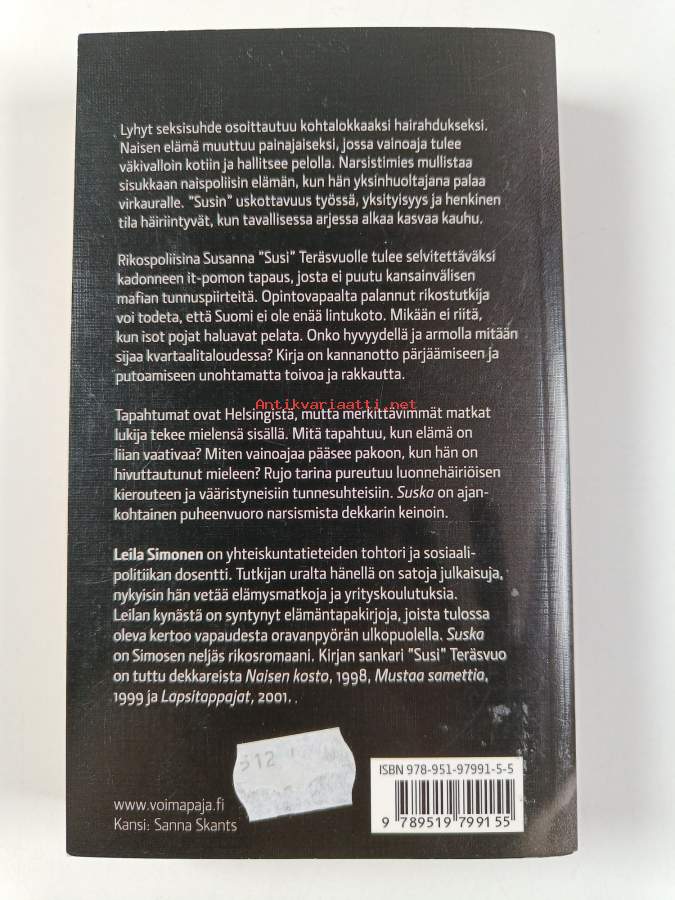 Lyhyt seksisuhde osoittautuu kohtalokkaaksi hairahdukseksi.
Naisen elämä muuttuu painajaiseksi, jossa vainoaja tulee
väkivalloin kotiin ja hallitsee pelolla. Narsistimies mullistaa
sisukkaan naispoliisin elämän, kun hän yksinhuoltajana palaa
virkauralle. "Susin" uskottavuus työssä, yksityisyys ja henkinen
tila häiriintyvät, kun tavallisessa arjessa alkaa kasvaa kauhu.
Rikospoliisina Susanna "Susi" Teräsvuolle tulee selvitettäväksi
kadonneen it-pomon tapaus, josta ei puutu kansainvälisen
mafian tunnuspiirteitä. Opintovapaalta palannut rikostutkija
voi todeta, että Suomi ei ole enää lintukoto. Mikään ei riitä,
kun isot pojat haluavat pelata. Onko hyvyydellä ja armolla mitään
sijaa kvartaalitaloudessa? Kirja on kannanotto pärjäämiseen ja
putoamiseen unohtamatta toivoa ja rakkautta.
Antikvariaatti.net
Tapahtumat ovat Helsingistä, mutta merkittävimmät matkat
lukija tekee mielensä sisällä. Mitä tapahtuu, kun elämä on
liian vaativaa? Miten vainoajaa pääsee pakoon, kun hän on
hivuttautunut mieleen? Rujo tarina pureutuu luonnehäiriöisen
kierouteen ja vääristyneisiin tunnesuhteisiin. Suska on ajan-
kohtainen puheenvuoro narsismista dekkarin keinoin.
Leila Simonen on yhteiskuntatieteiden tohtori ja sosiaali-
politiikan dosentti. Tutkijan uralta hänellä on satoja julkaisuja,
nykyisin hän vetää elämysmatkoja ja yrityskoulutuksia.
Leilan kynästä on syntynyt elämäntapakirjoja, joista tulossa
oleva kertoo vapaudesta oravanpyörän ulkopuolella. Suska
on Simosen neljäs rikosromaani. Kirjan sankari "Susi" Teräsvuo
on tuttu dekkareista Naisen kosto, 1998, Mustaa samettia,
1999 ja Lapsitappajat, 2001.
512
ISBN 978-951-97991-5-5
9 789519 799155
www.voimapaja.fi
Kansi: Sanna Skants